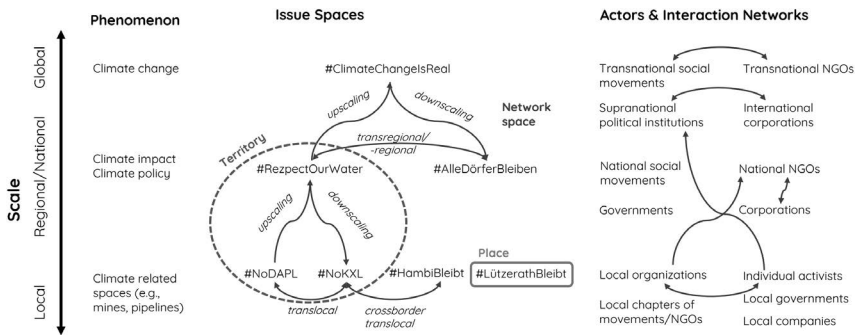 Phenomenon
Issue Spaces
Actors & Interaction Networks
Scale
Global
Regional/National
Local
Climate change
Climate impact
Climate policy
Climate related
spaces (e.g.,
mines, pipelines)
#ClimateChangeIsReal
upscaling
downscaling
Network
space
transregional/
-regional
Territory
#RezpectOurWater
#AlleDörferBleiben
upscaling
downscaling
Place
#NoDAPL
#NoKXL
#HambiBleibt
#LützerathBleibt
translocal
crossborder
translocal
Transnational social
movements
Transnational NGOs
Supranational
political institutions
International
corporations
National social
movements
National NGOs
Governments
Corporations
Local organizations
Individual activists
Local chapters of
movements/NGOs
Local governments
Local companies